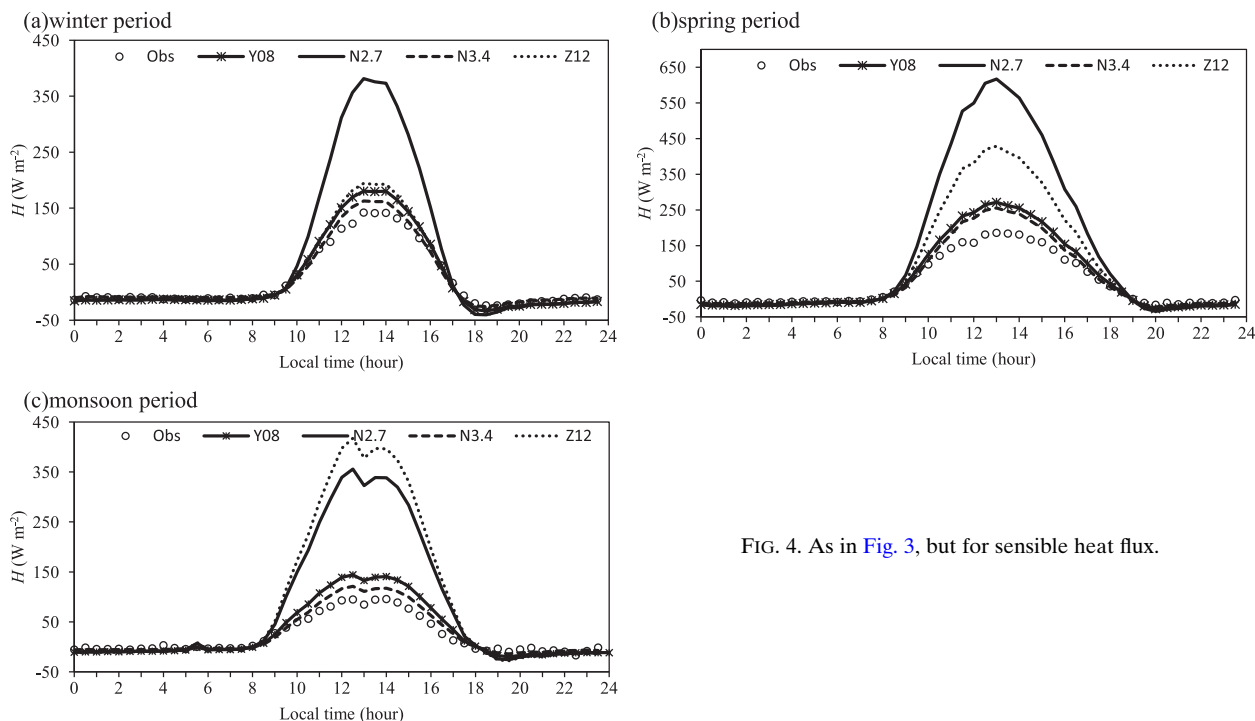 (a)winter period
450
350
250
150
50
-50
H (W m-2)
Obs Y08 N2.7 N3.4 Z12
0 2 4 6 8 10 12 14 16 18 20 22 24
Local time (hour)
(b)spring period
650
550
450
350
250
150
50
-50
H (W m-2)
Obs Y08 N2.7 N3.4 Z12
0 2 4 6 8 10 12 14 16 18 20 22 24
Local time (hour)
(c)monsoon period
450
350
250
150
50
-50
H (W m-2)
Obs Y08 N2.7 N3.4 Z12
0 2 4 6 8 10 12 14 16 18 20 22 24
Local time (hour)
FIG. 4. As in Fig. 3, but for sensible heat flux.